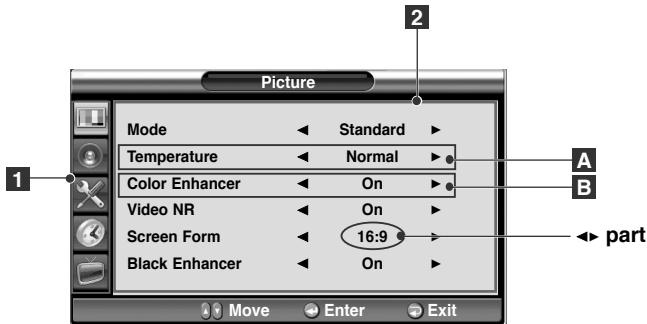 2
Picture
Mode ◄ Standard ►
Temperature ◄ Normal ► A
1
Color Enhancer ◄ On ► B
Video NR ◄ On ►
Screen Form ◄ 16:9 ► ◄► part
Black Enhancer ◄ On ►
Move Enter Exit